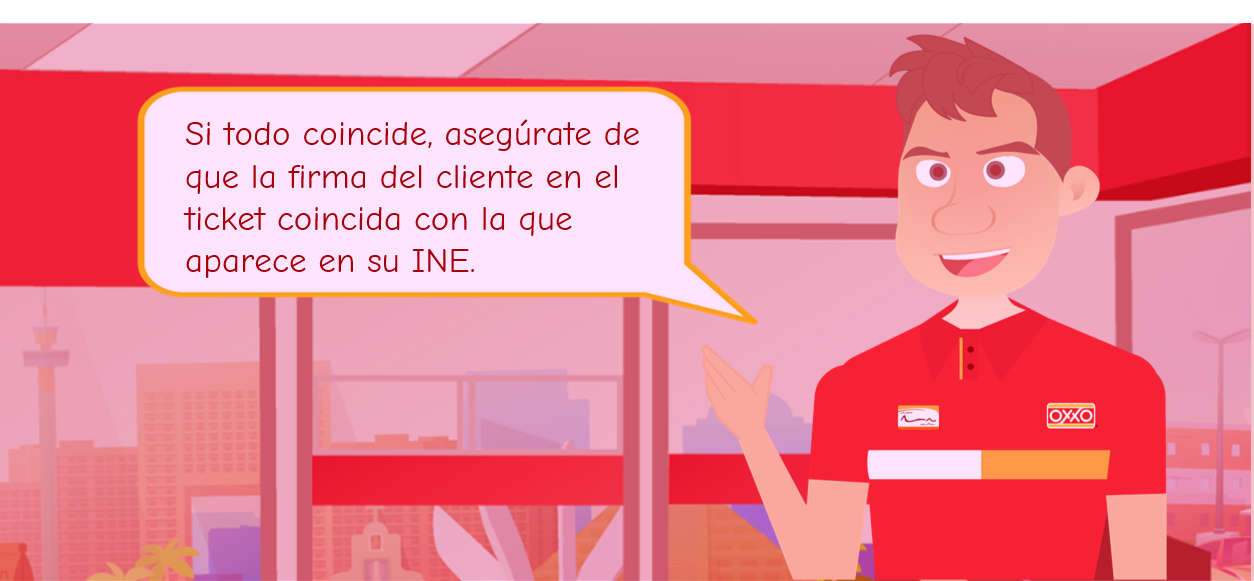 Si todo coincide, asegúrate de
que la firma del cliente en el
ticket coincida con la que
aparece en su INE.
OXXO